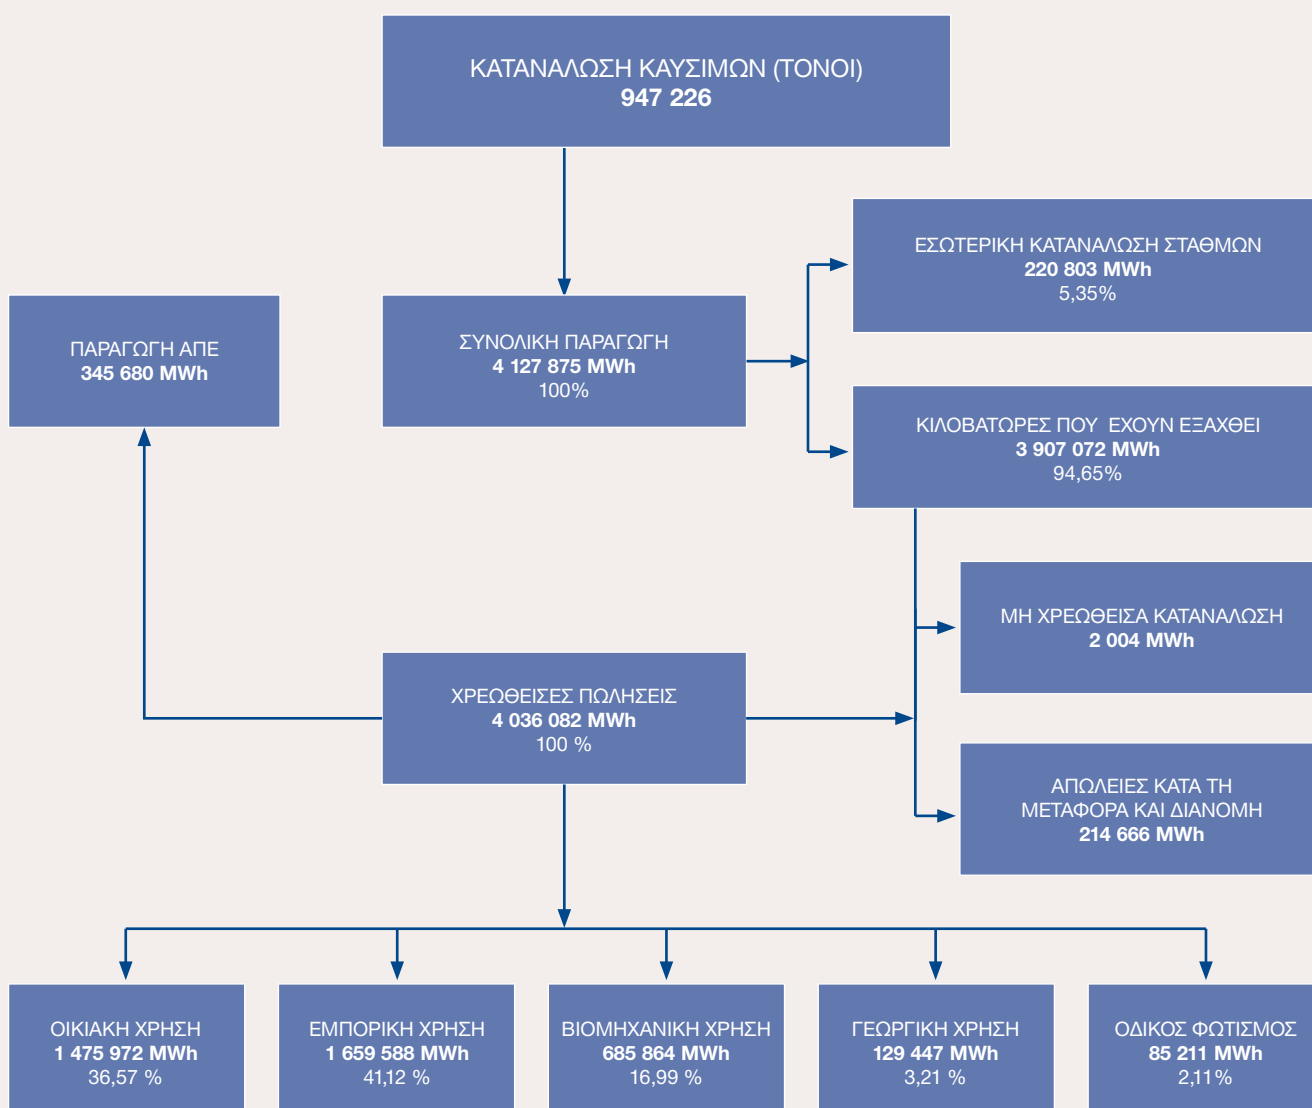 ΚΑΤΑΝΑΛΩΣΗ ΚΑΥΣΙΜΩΝ (ΤΟΝΟΙ)
947 226
ΕΣΩΤΕΡΙΚΗ ΚΑΤΑΝΑΛΩΣΗ ΣΤΑΘΜΩΝ
220 803 MWh
5,35%
ΠΑΡΑΓΩΓΗ ΑΠΕ
345 680 MWh
ΣΥΝΟΛΙΚΗ ΠΑΡΑΓΩΓΗ
4 127 875 MWh
100%
ΚΙΛΟΒΑΤΩΡΕΣ ΠΟΥ ΕΧΟΥΝ ΕΞΑΧΘΕΙ
3 907 072 MWh
94,65%
ΜΗ ΧΡΕΩΘΕΙΣΑ ΚΑΤΑΝΑΛΩΣΗ
2 004 MWh
ΧΡΕΩΘΕΙΣΕΣ ΠΩΛΗΣΕΙΣ
4 036 082 MWh
100 %
ΑΠΩΛΕΙΕΣ ΚΑΤΑ ΤΗ
ΜΕΤΑΦΟΡΑ ΚΑΙ ΔΙΑΝΟΜΗ
214 666 MWh
ΟΙΚΙΑΚΗ ΧΡΗΣΗ
1 475 972 MWh
36,57 %
ΕΜΠΟΡΙΚΗ ΧΡΗΣΗ
1 659 588 MWh
41,12 %
ΒΙΟΜΗΧΑΝΙΚΗ ΧΡΗΣΗ
685 864 MWh
16,99 %
ΓΕΩΡΓΙΚΗ ΧΡΗΣΗ
129 447 MWh
3,21 %
ΟΔΙΚΟΣ ΦΩΤΙΣΜΟΣ
85 211 MWh
2,11%